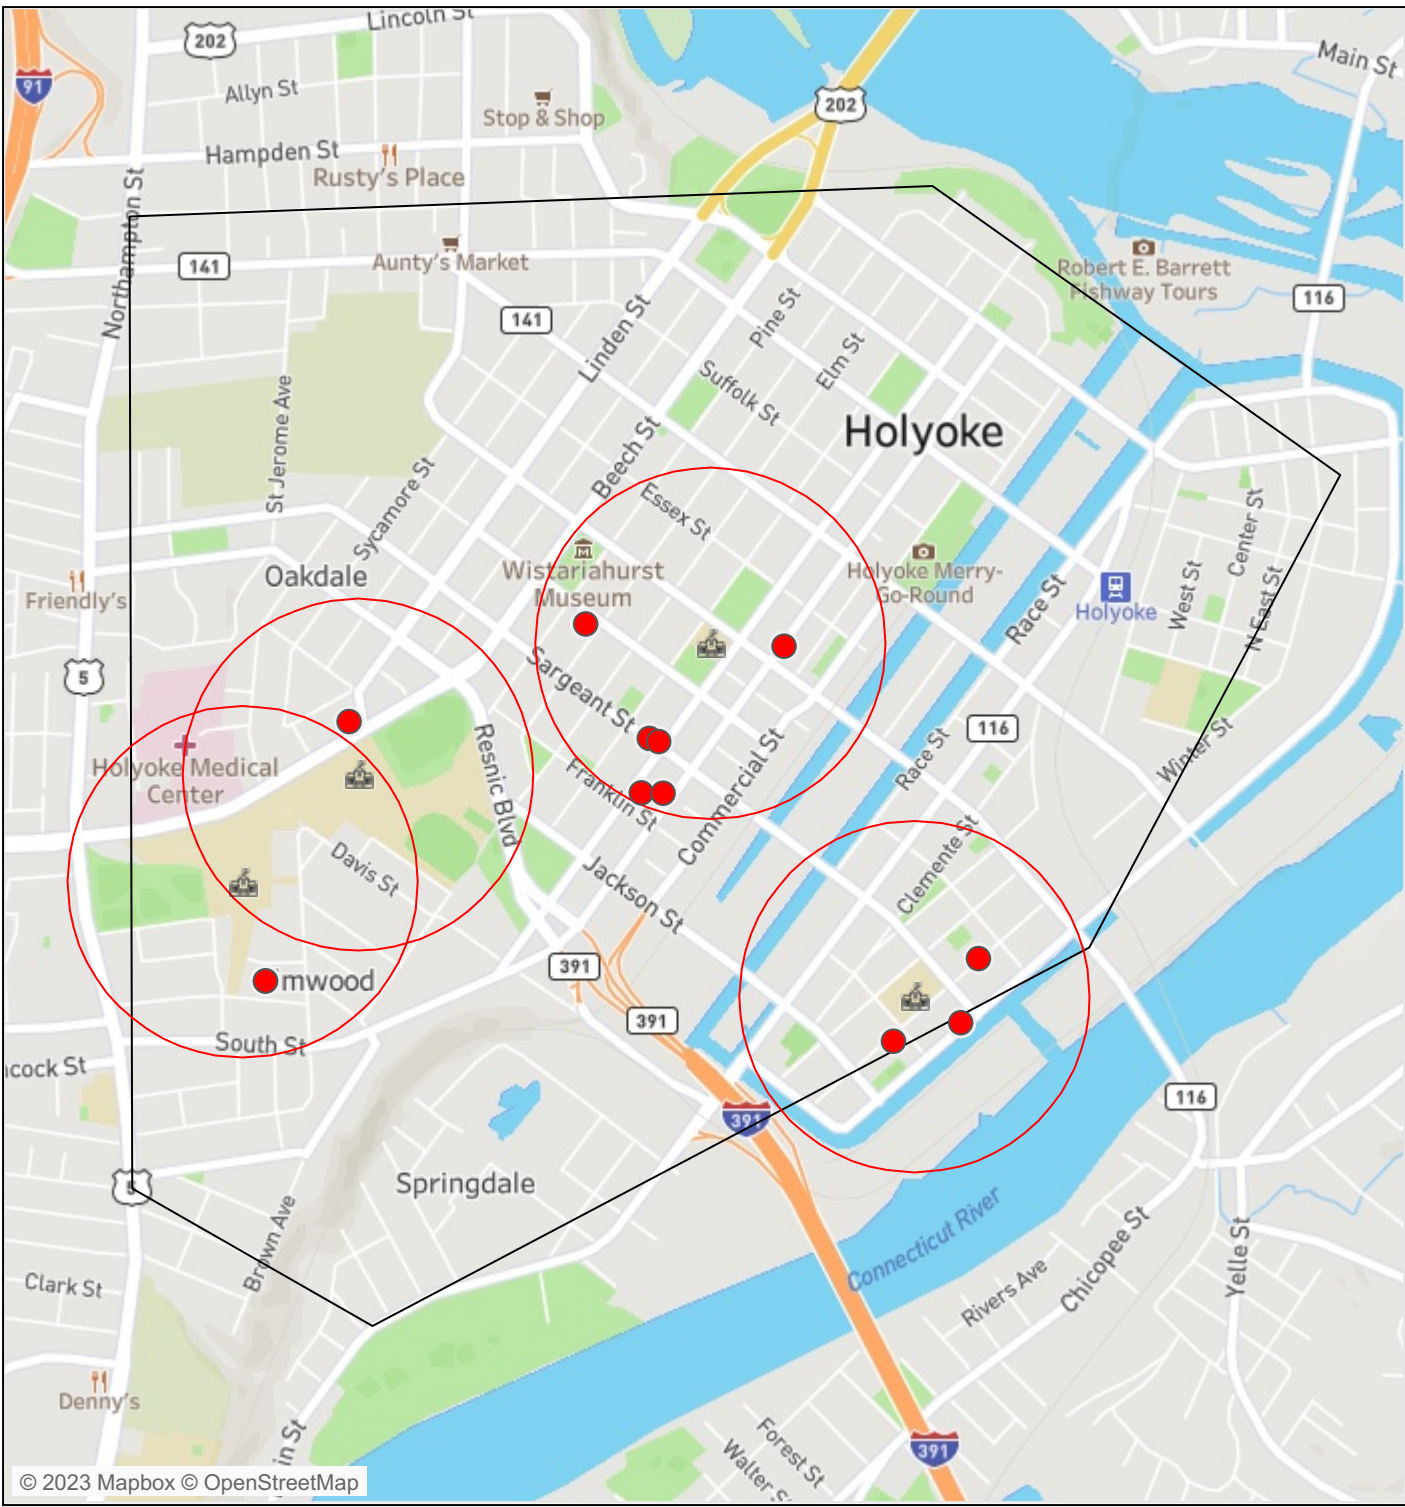 Lincoln St
202
91
Allyn St
Main St
Stop & Shop
202
Hampden St
Rusty's Place
Northampton St
141
Aunty's Market
Robert E. Barrett
Fishway Tours
116
141
Linden St
Pine St
Elm St
Suffolk St
St Jerome Ave
Beech St
Holyoke
Sycamore St
Essex St
Center St
Oakdale
Wistariahurst
Museum
Holyoke Merry-
Go-Round
Friendly's
Race St
Holyoke
West St
N East St
5
Sargeant St
Resnic Blvd
116
Race St
Winter St
Holyoke Medical
Center
Franklin St
Commercial St
Davis St
Jackson St
Clemente St
391
mwood
391
South St
cock St
116
391
Springdale
5
Brown Ave
Connecticut River
Chicopee St
Yelle St
Clark St
Rivers Ave
Denny's
in St
Forest St
Walter S
391
© 2023 Mapbox © OpenStreetMap